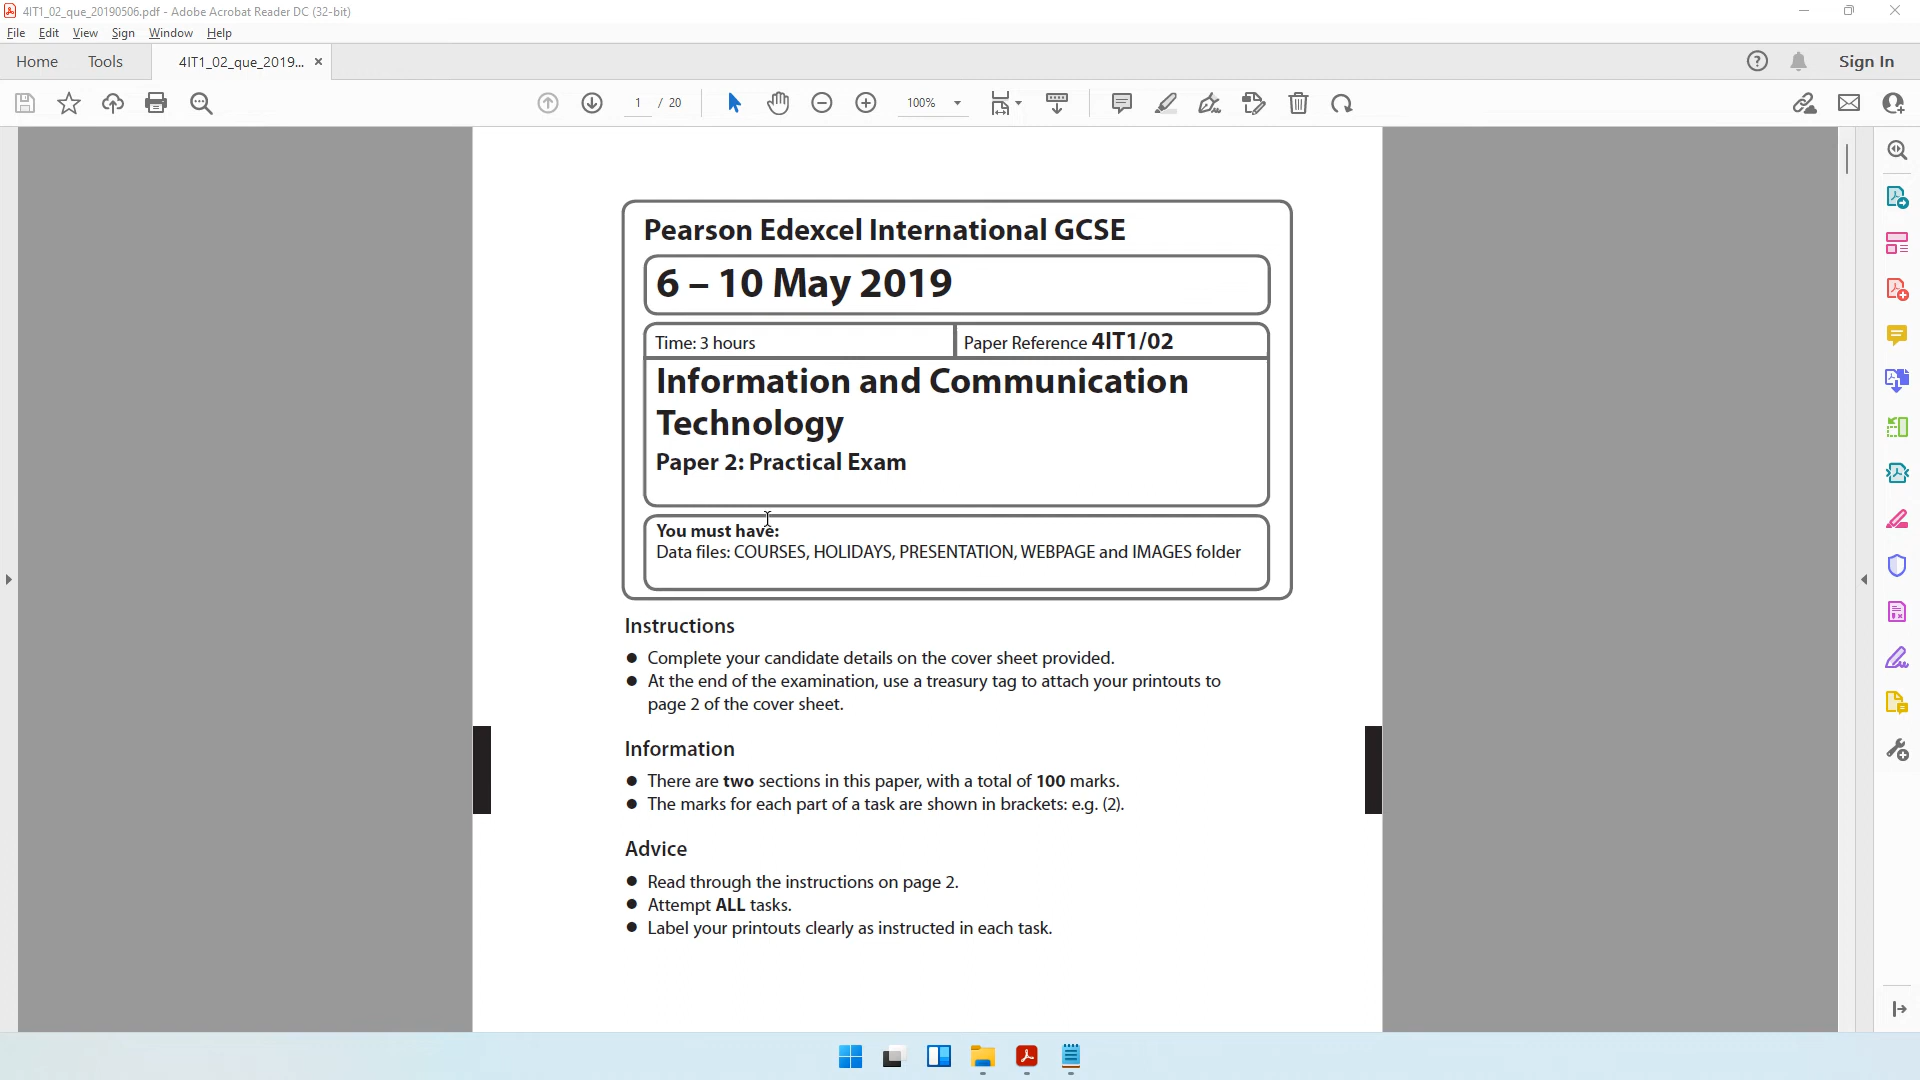 4IT1_02_que_20190506.pdf - Adobe Acrobat Reader DC (32-bit)
File Edit View Sign Window Help
Home Tools 4IT1_02_que_2019... × Sign In
1 / 20 100%
Pearson Edexcel International GCSE
6 – 10 May 2019
Time: 3 hours
Paper Reference 4IT1/02
Information and Communication
Technology
Paper 2: Practical Exam
You must have:
Data files: COURSES, HOLIDAYS, PRESENTATION, WEBPAGE and IMAGES folder
Instructions
● Complete your candidate details on the cover sheet provided.
● At the end of the examination, use a treasury tag to attach your printouts to
page 2 of the cover sheet.
Information
● There are two sections in this paper, with a total of 100 marks.
● The marks for each part of a task are shown in brackets: e.g. (2).
Advice
● Read through the instructions on page 2.
● Attempt ALL tasks.
● Label your printouts clearly as instructed in each task.